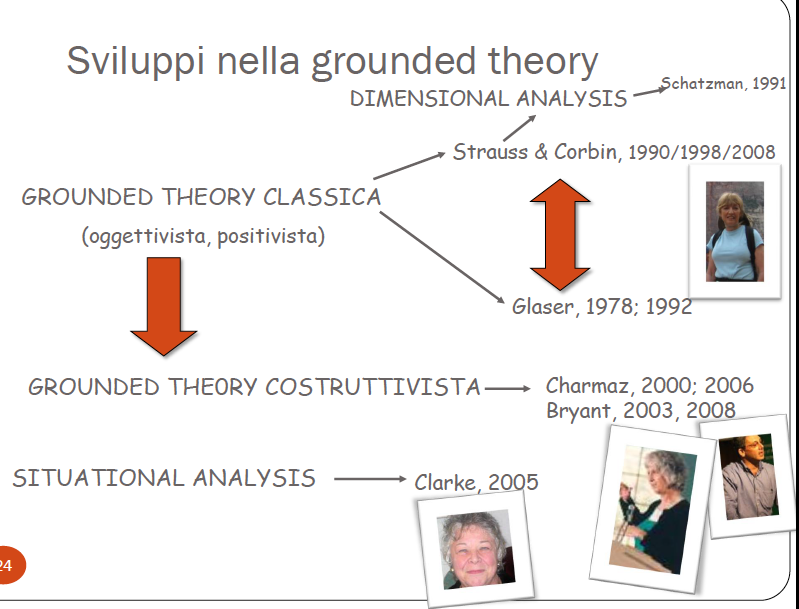 Sviluppi nella grounded theory
DIMENSIONAL ANALYSIS
Schatzman, 1991
Strauss & Corbin, 1990/1998/2008
GROUNDED THEORY CLASSICA
(oggettivista, positivista)
Glaser, 1978; 1992
GROUNDED THE0RY COSTRUTTIVISTA
Charmaz, 2000; 2006
Bryant, 2003, 2008
SITUATIONAL ANALYSIS
Clarke, 2005
24